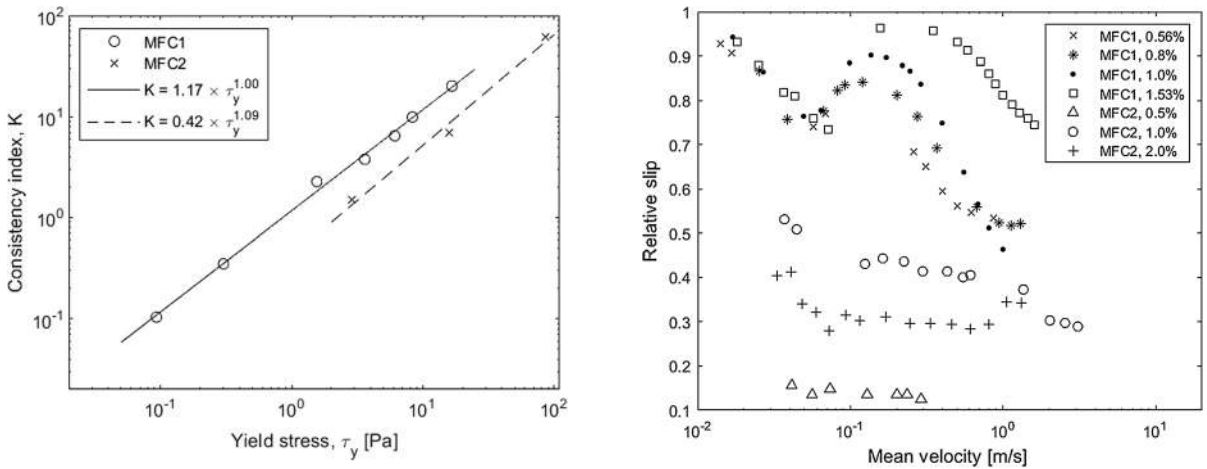 10^2
10^1
10^0
10^-1
Consistency index, K
MFC1
MFC2
K = 1.17 × τ_y^1.00
K = 0.42 × τ_y^1.09
10^-1
10^0
10^1
10^2
Yield stress, τ_y [Pa]
1
0.9
0.8
0.7
0.6
0.5
0.4
0.3
0.2
0.1
Relative slip
MFC1, 0.56%
MFC1, 0.8%
MFC1, 1.0%
MFC1, 1.53%
MFC2, 0.5%
MFC2, 1.0%
MFC2, 2.0%
10^-2
10^-1
10^0
10^1
Mean velocity [m/s]